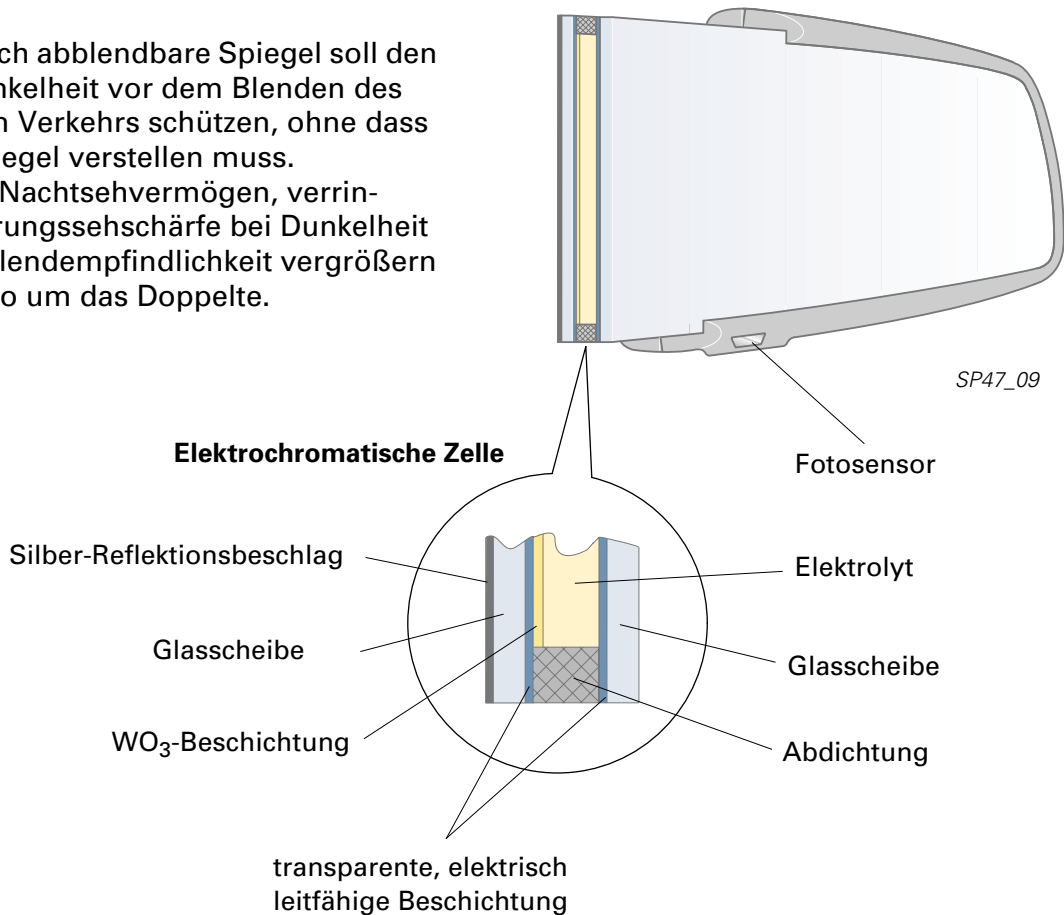 ch abblendbare Spiegel soll den
nkelheit vor dem Blenden des
n Verkehrs schützen, ohne dass
iegel verstellen muss.
Nachtsehvermögen, verrin-
rungssehschärfe bei Dunkelheit
lendempfindlichkeit vergrößern
o um das Doppelte.
SP47_09
Elektrochromatische Zelle
Fotosensor
Silber-Reflektionsbeschlag
Elektrolyt
Glasscheibe
Glasscheibe
WO3-Beschichtung
Abdichtung
transparente, elektrisch
leitfähige Beschichtung